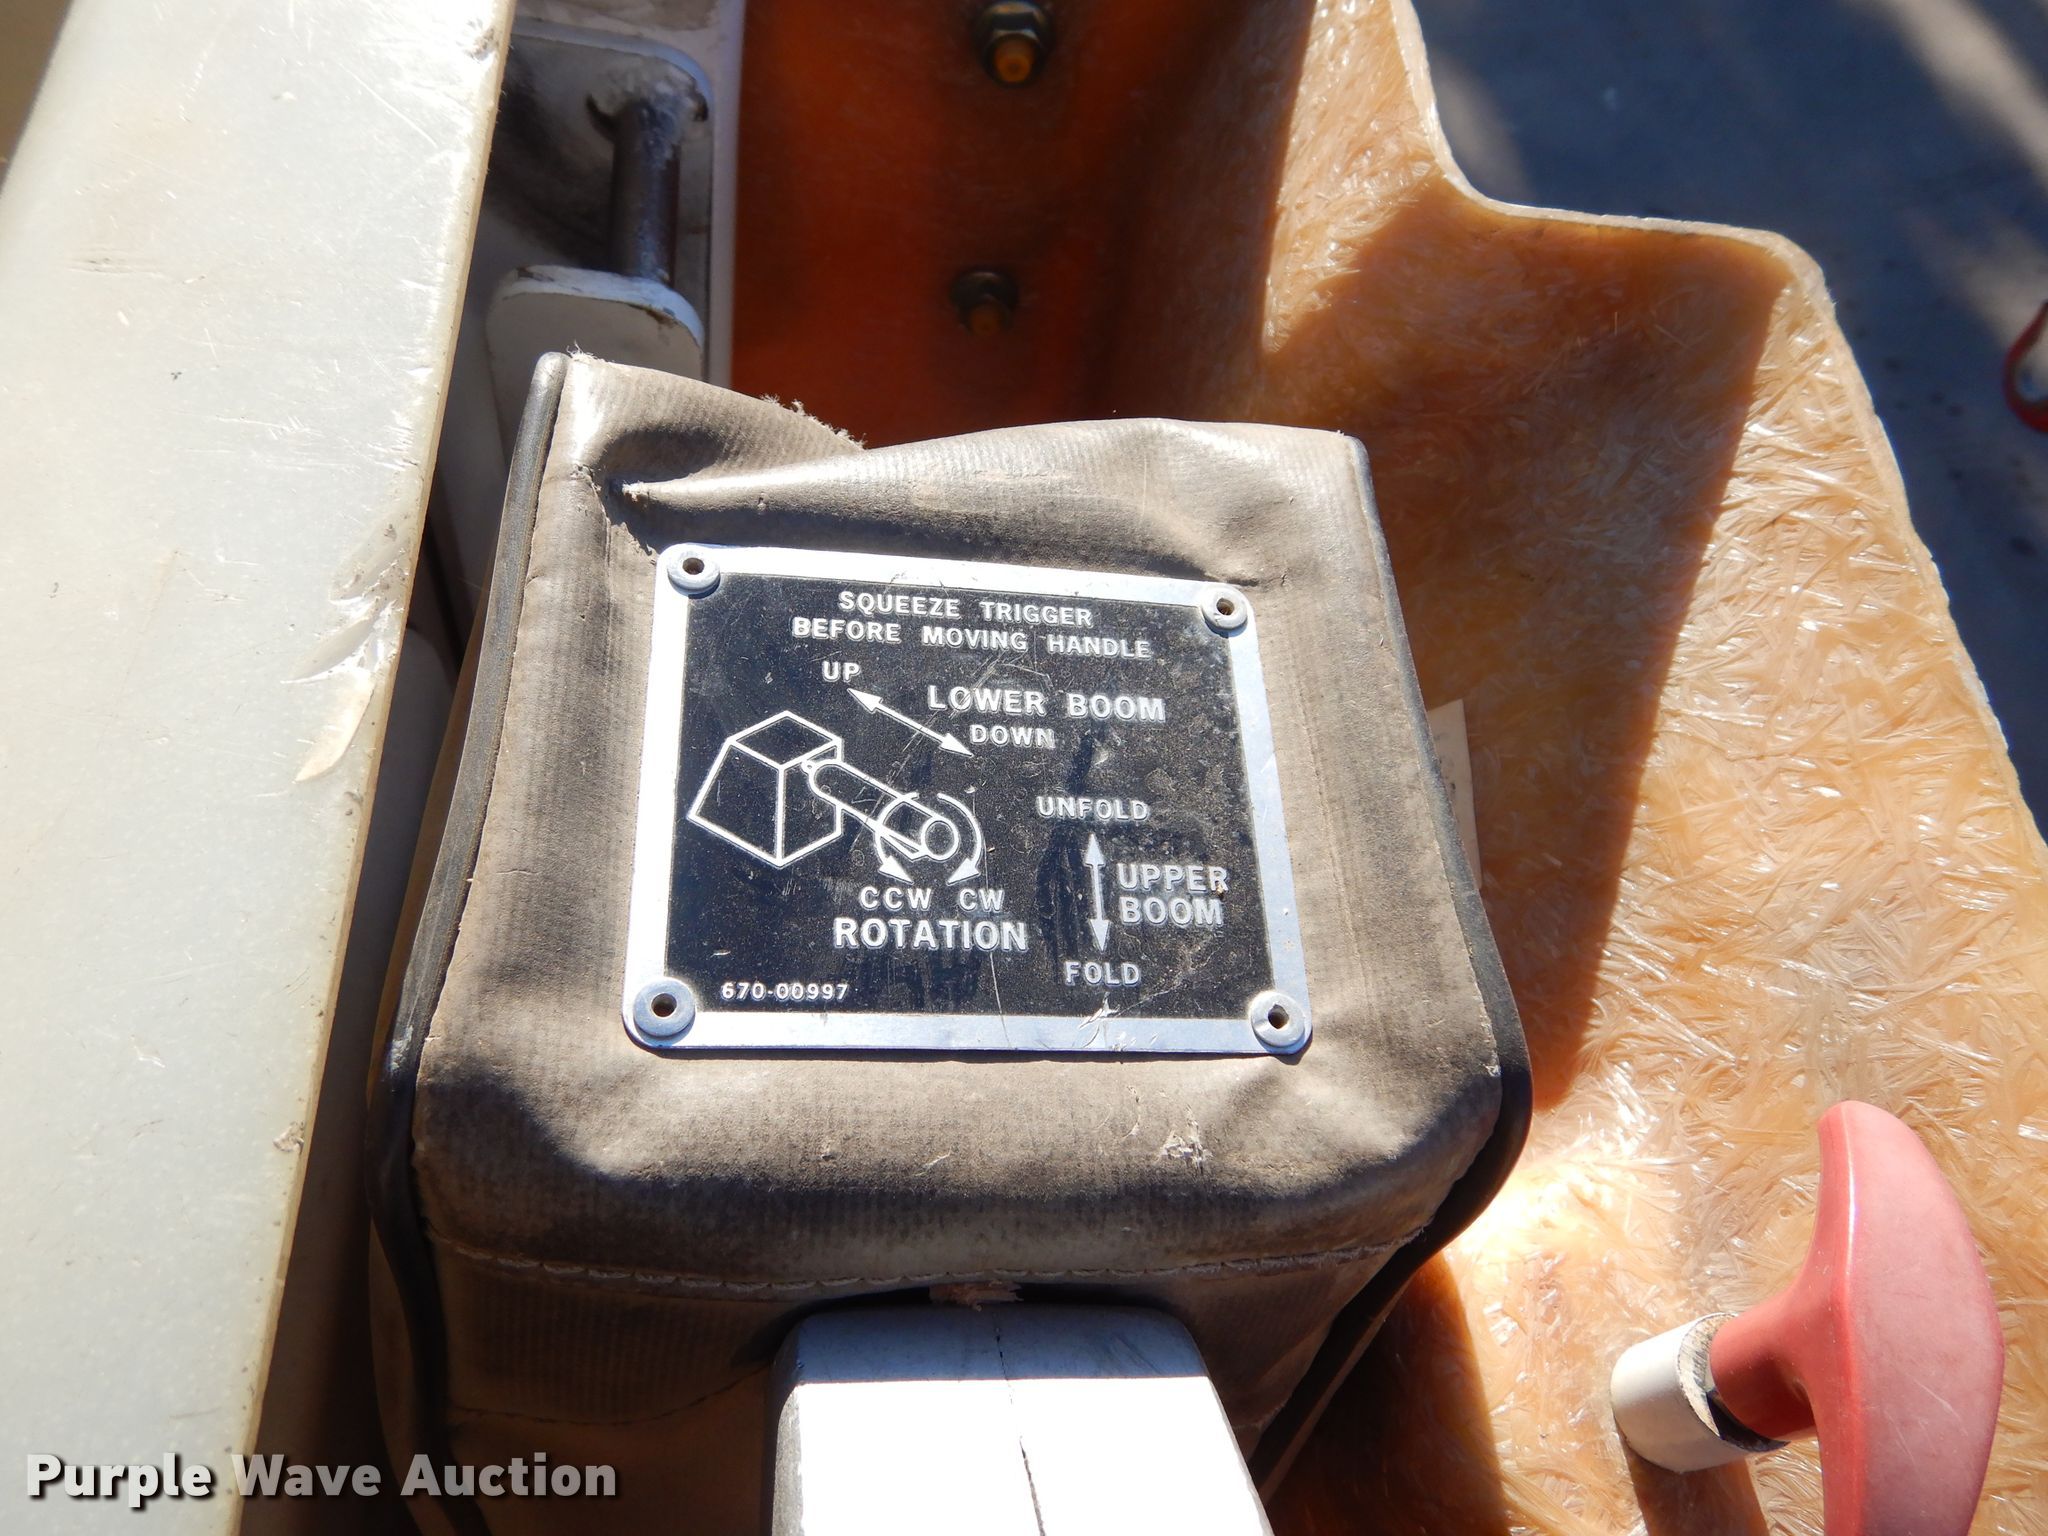 SQUEEZE TRIGGER
BEFORE MOVING HANDLE
UP
LOWER BOOM
DOWN
UNFOLD
UPPER
BOOM
FOLD
CCW CW
ROTATION
670-00997
Purple Wave Auction